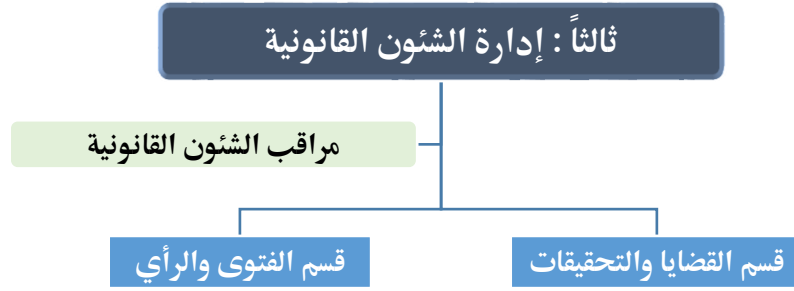 ثالثاً : إدارة الشئون القانونية
مراقب الشئون القانونية
قسم القضايا والتحقيقات
قسم الفتوى والرأي